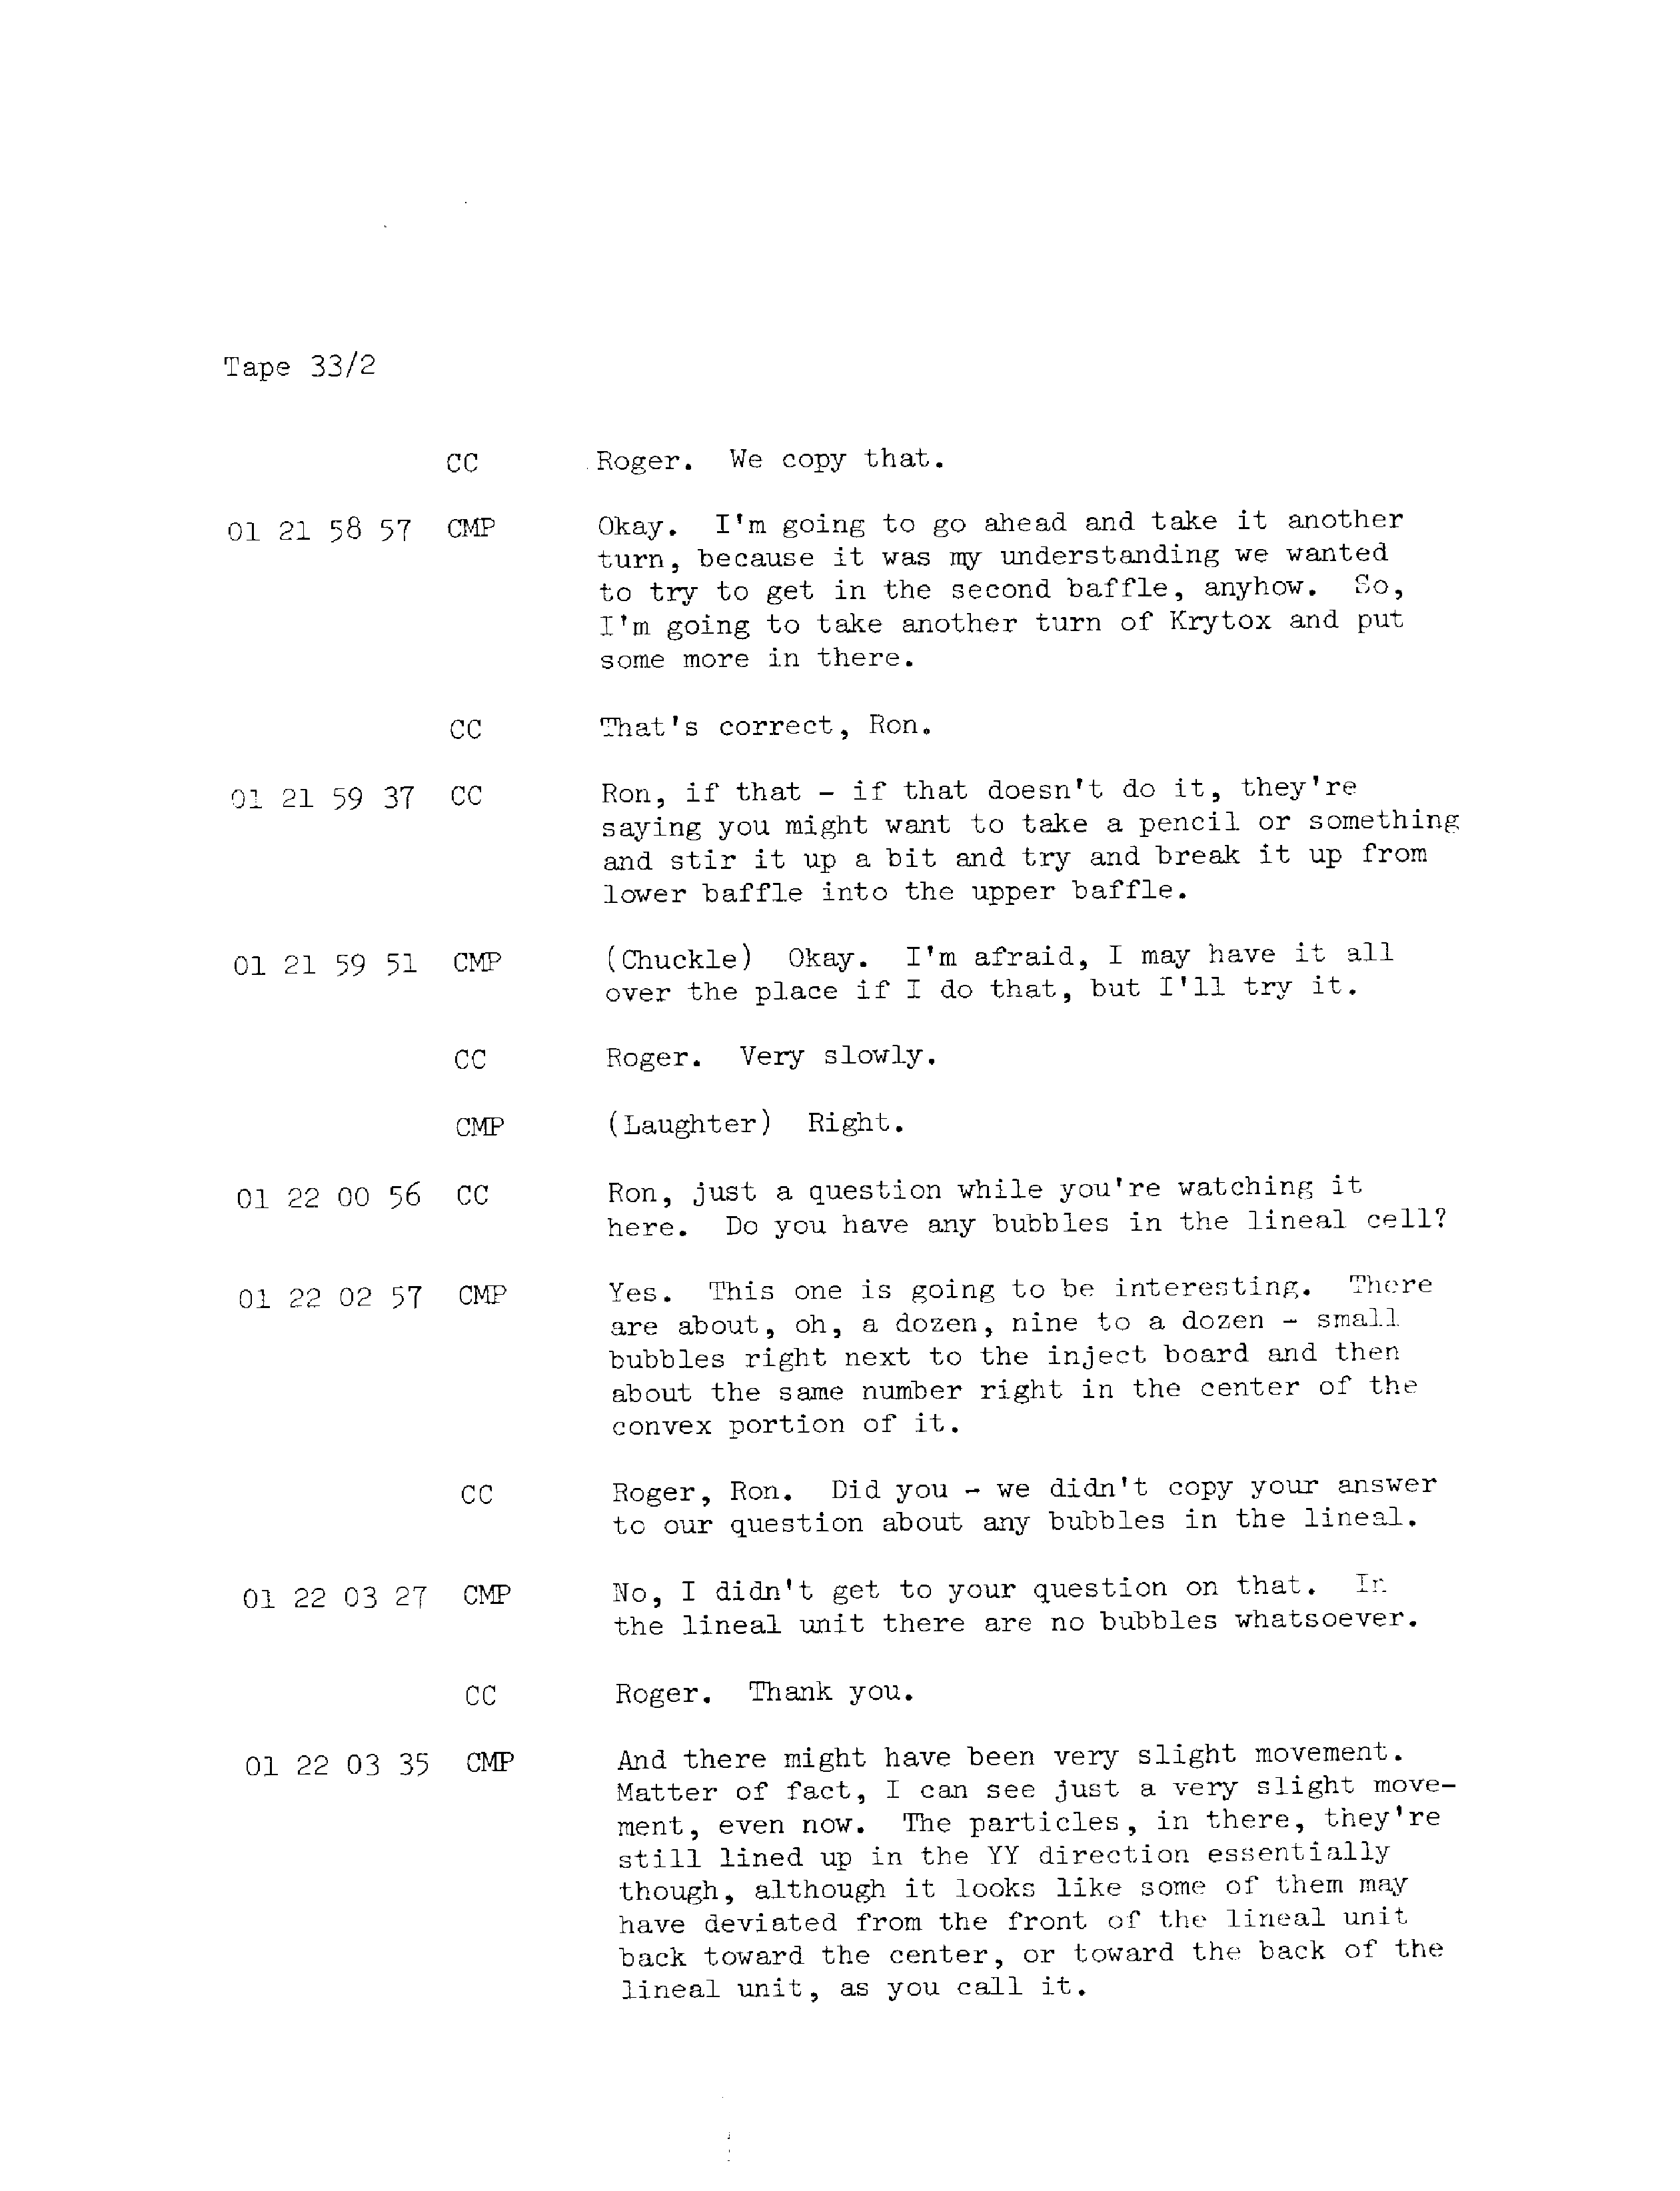 Tape 33/2
CC Roger. We copy that.
01 21 58 57 CMP Okay. I'm going to go ahead and take it another
turn, because it was my understanding we wanted
to try to get in the second baffle, anyhow. So,
I'm going to take another turn of Krytox and put
some more in there.
CC That's correct, Ron.
01 21 59 37 CC Ron, if that - if that doesn't do it, they're
saying you might want to take a pencil or something
and stir it up a bit and try and break it up from
lower baffle into the upper baffle.
01 21 59 51 CMP (Chuckle) Okay. I'm afraid, I may have it all
over the place if I do that, but I'll try it.
CC Roger. Very slowly.
CMP (Laughter) Right.
01 22 00 56 CC Ron, just a question while you're watching it
here. Do you have any bubbles in the lineal cell?
01 22 02 57 CMP Yes. This one is going to be interesting. There
are about, oh, a dozen, nine to a dozen - small
bubbles right next to the inject board and then
about the same number right in the center of the
convex portion of it.
CC Roger, Ron. Did you - we didn't copy your answer
to our question about any bubbles in the lineal.
01 22 03 27 CMP No, I didn't get to your question on that. In
the lineal unit there are no bubbles whatsoever.
CC Roger. Thank you.
01 22 03 35 CMP And there might have been very slight movement.
Matter of fact, I can see just a very slight move-
ment, even now. The particles, in there, they're
still lined up in the YY direction essentially
though, although it looks like some of them may
have deviated from the front of the lineal unit
back toward the center, or toward the back of the
lineal unit, as you call it.